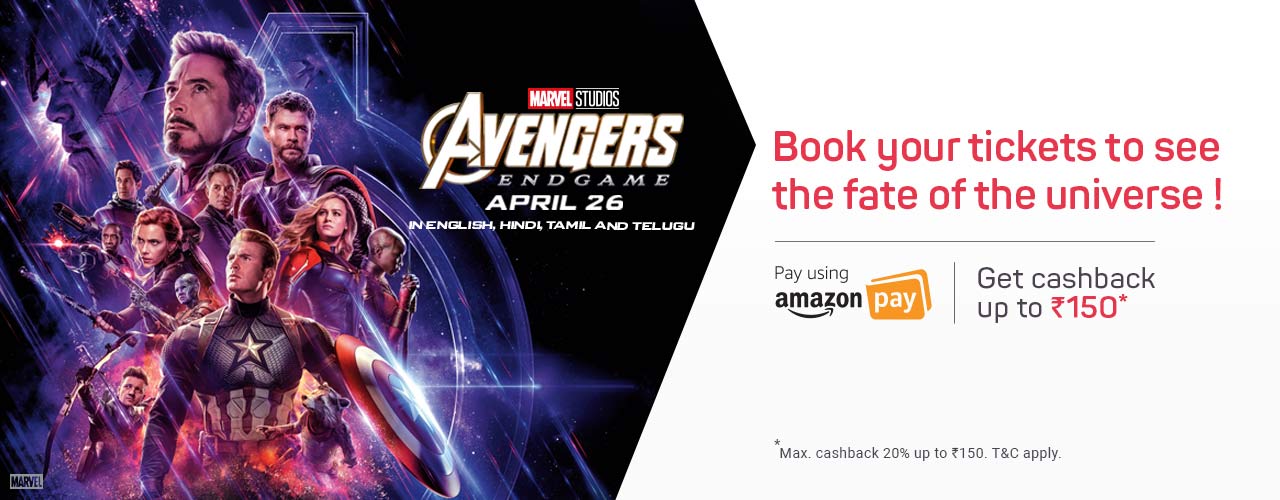 MARVEL STUDIOS
AVENGERS
ENDGAME
APRIL 26
IN ENGLISH, HINDI, TAMIL AND TELUGU
MARVEL
Book your tickets to see
the fate of the universe !
Pay using
amazon pay
Get cashback
up to ₹150*
*Max. cashback 20% up to ₹150. T&C apply.